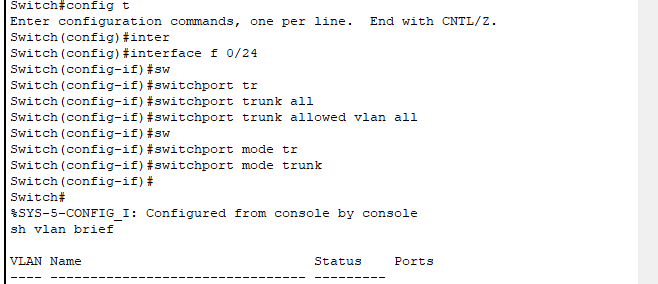 Switch#config t
Enter configuration commands, one per line.  End with CNTL/Z.
Switch(config)#inter
Switch(config)#interface f 0/24
Switch(config-if)#sw
Switch(config-if)#switchport tr
Switch(config-if)#switchport trunk all
Switch(config-if)#switchport trunk allowed vlan all
Switch(config-if)#sw
Switch(config-if)#switchport mode tr
Switch(config-if)#switchport mode trunk
Switch(config-if)#
Switch#
%SYS-5-CONFIG_I: Configured from console by console
sh vlan brief

VLAN Name                             Status    Ports
---- -------------------------------- ---------